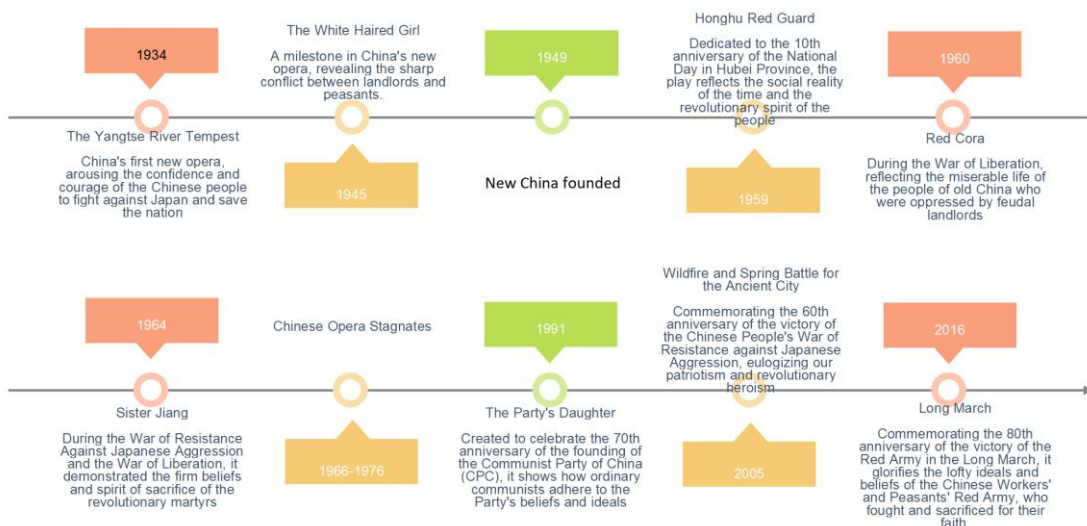 1934
The Yangtse River Tempest
China's first new opera,
arousing the confidence and
courage of the Chinese people
to fight against Japan and save
the nation
The White Haired Girl
A milestone in China's new
opera, revealing the sharp
conflict between landlords and
peasants.
1945
1949
New China founded
Honghu Red Guard
Dedicated to the 10th
anniversary of the National
Day in Hubei Province, the
play reflects the social reality
of the time and the
revolutionary spirit of the
people
1959
1960
Red Cora
During the War of Liberation,
reflecting the miserable life of
the people of old China who
were oppressed by feudal
landlords
1964
Sister Jiang
During the War of Resistance
Against Japanese Aggression
and the War of Liberation, it
demonstrated the firm beliefs
and spirit of sacrifice of the
revolutionary martyrs
Chinese Opera Stagnates
1966-1976
1991
The Party's Daughter
Created to celebrate the 70th
anniversary of the founding of
the Communist Party of China
(CPC), it shows how ordinary
communists adhere to the
Party's beliefs and ideals
Wildfire and Spring Battle for
the Ancient City
Commemorating the 60th
anniversary of the victory of
the Chinese People's War of
Resistance against Japanese
Aggression, eulogizing our
patriotism and revolutionary
heroism
2005
2016
Long March
Commemorating the 80th
anniversary of the victory of the
Red Army in the Long March, it
glorifies the lofty ideals and
beliefs of the Chinese Workers'
and Peasants' Red Army, who
fought and sacrificed for their
faith